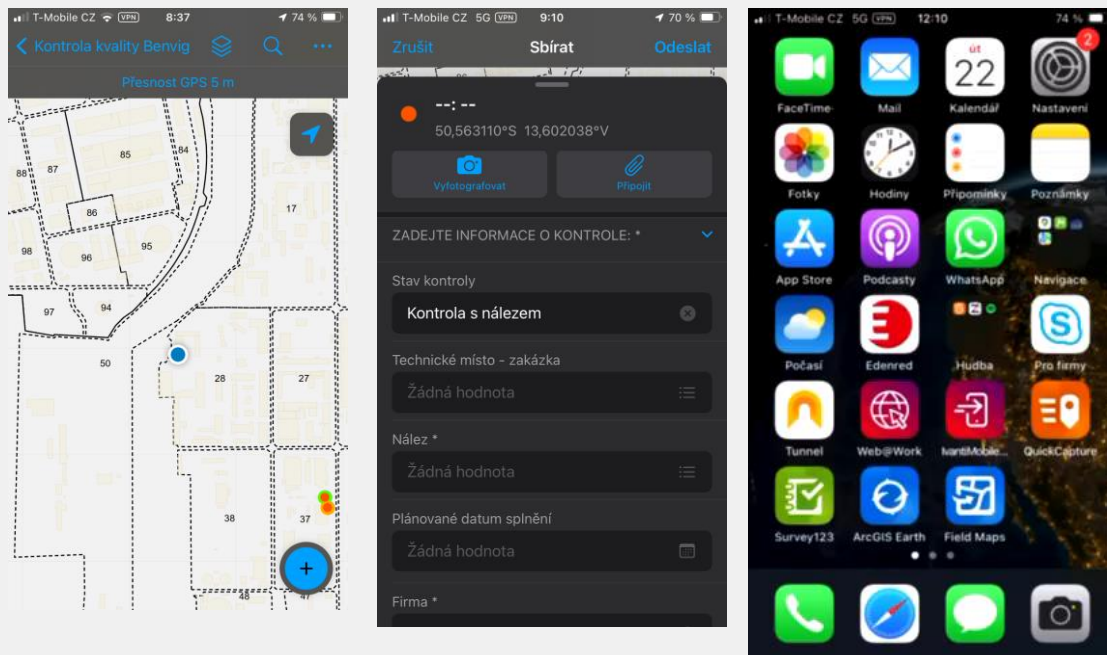 T-Mobile CZ VPN 8:37 74 %
Kontrola kvality Benvig
Přesnost GPS 5 m
85
84
88
87
86
17
95
98
96
97
94
50
28
27
38
37
48
47
T-Mobile CZ 5G VPN 9:10 70 %
Zrušit
Sbírat
Odeslat
--: --
50,563110°S 13,602038°V
Vyfotografovat
Připojit
ZADEJTE INFORMACE O KONTROLE: *
Stav kontroly
Kontrola s nálezem
Technické místo - zakázka
Žádná hodnota
Nález *
Žádná hodnota
Plánované datum splnění
Žádná hodnota
Firma *
T-Mobile CZ 5G VPN 12:10 74 %
út
22
2
FaceTime
Mail
Kalendář
Nastavení
Fotky
Hodiny
Připomínky
Poznámky
App Store
Podcasty
WhatsApp
Navigace
Počasí
Edenred
Hudba
Pro firmy
Tunnel
Web@Work
IvantiMobile...
QuickCapture
Survey123
ArcGIS Earth
Field Maps